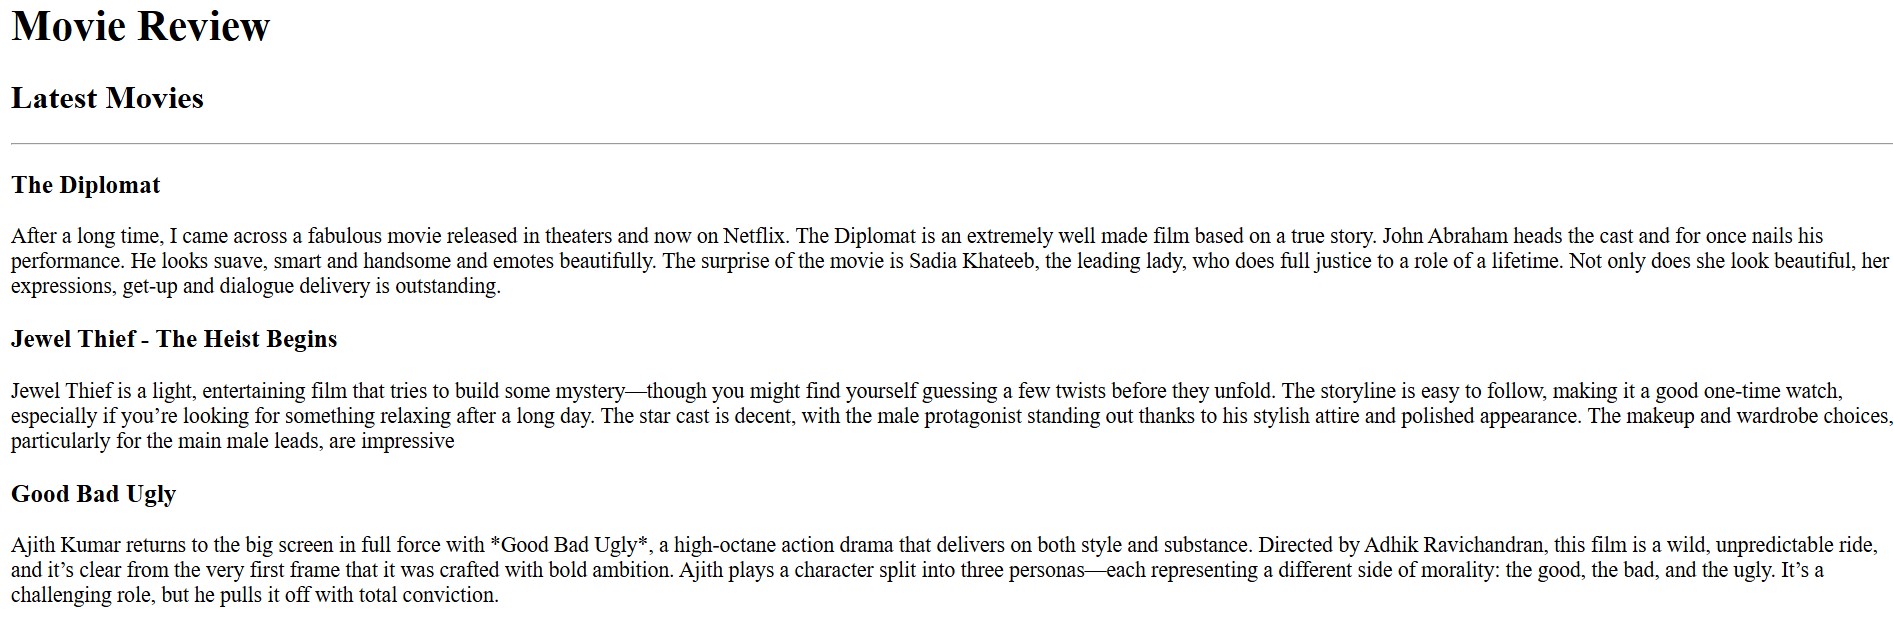 Movie Review
Latest Movies
The Diplomat
After a long time, I came across a fabulous movie released in theaters and now on Netflix. The Diplomat is an extremely well made film based on a true story. John Abraham heads the cast and for once nails his
performance. He looks suave, smart and handsome and emotes beautifully. The surprise of the movie is Sadia Khateeb, the leading lady, who does full justice to a role of a lifetime. Not only does she look beautiful, her
expressions, get-up and dialogue delivery is outstanding.
Jewel Thief - The Heist Begins
Jewel Thief is a light, entertaining film that tries to build some mystery—though you might find yourself guessing a few twists before they unfold. The storyline is easy to follow, making it a good one-time watch,
especially if you’re looking for something relaxing after a long day. The star cast is decent, with the male protagonist standing out thanks to his stylish attire and polished appearance. The makeup and wardrobe choices,
particularly for the main male leads, are impressive
Good Bad Ugly
Ajith Kumar returns to the big screen in full force with *Good Bad Ugly*, a high-octane action drama that delivers on both style and substance. Directed by Adhik Ravichandran, this film is a wild, unpredictable ride,
and it’s clear from the very first frame that it was crafted with bold ambition. Ajith plays a character split into three personas—each representing a different side of morality: the good, the bad, and the ugly. It’s a
challenging role, but he pulls it off with total conviction.